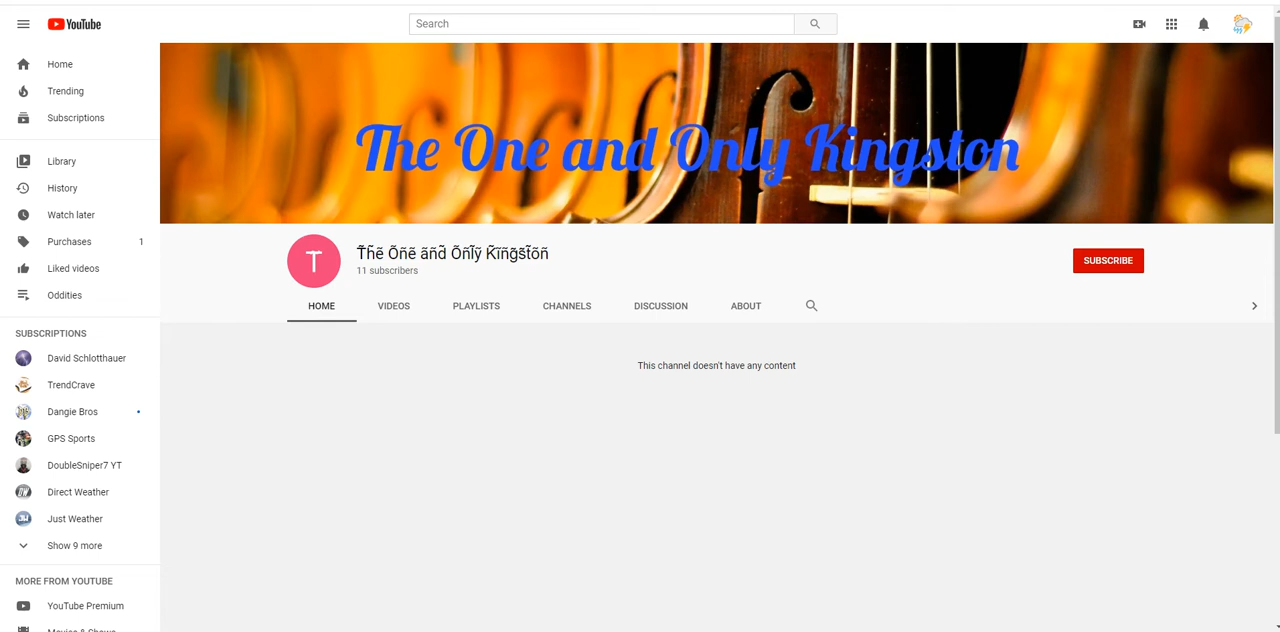 YouTube
Search
Home
Trending
Subscriptions
Library
History
Watch later
Purchases 1
Liked videos
Oddities
SUBSCRIPTIONS
David Schlotthauer
TrendCrave
Dangie Bros
GPS Sports
DoubleSniper7 YT
Direct Weather
Just Weather
Show 9 more
MORE FROM YOUTUBE
YouTube Premium
Movies & Shows
The One and Only Kingston
T
T̃h̃ẽ Õñẽ ãñd̃ Õñl̃ỹ K̃ĩñg̃s̃t̃õñ
11 subscribers
SUBSCRIBE
HOME VIDEOS PLAYLISTS CHANNELS DISCUSSION ABOUT
This channel doesn't have any content